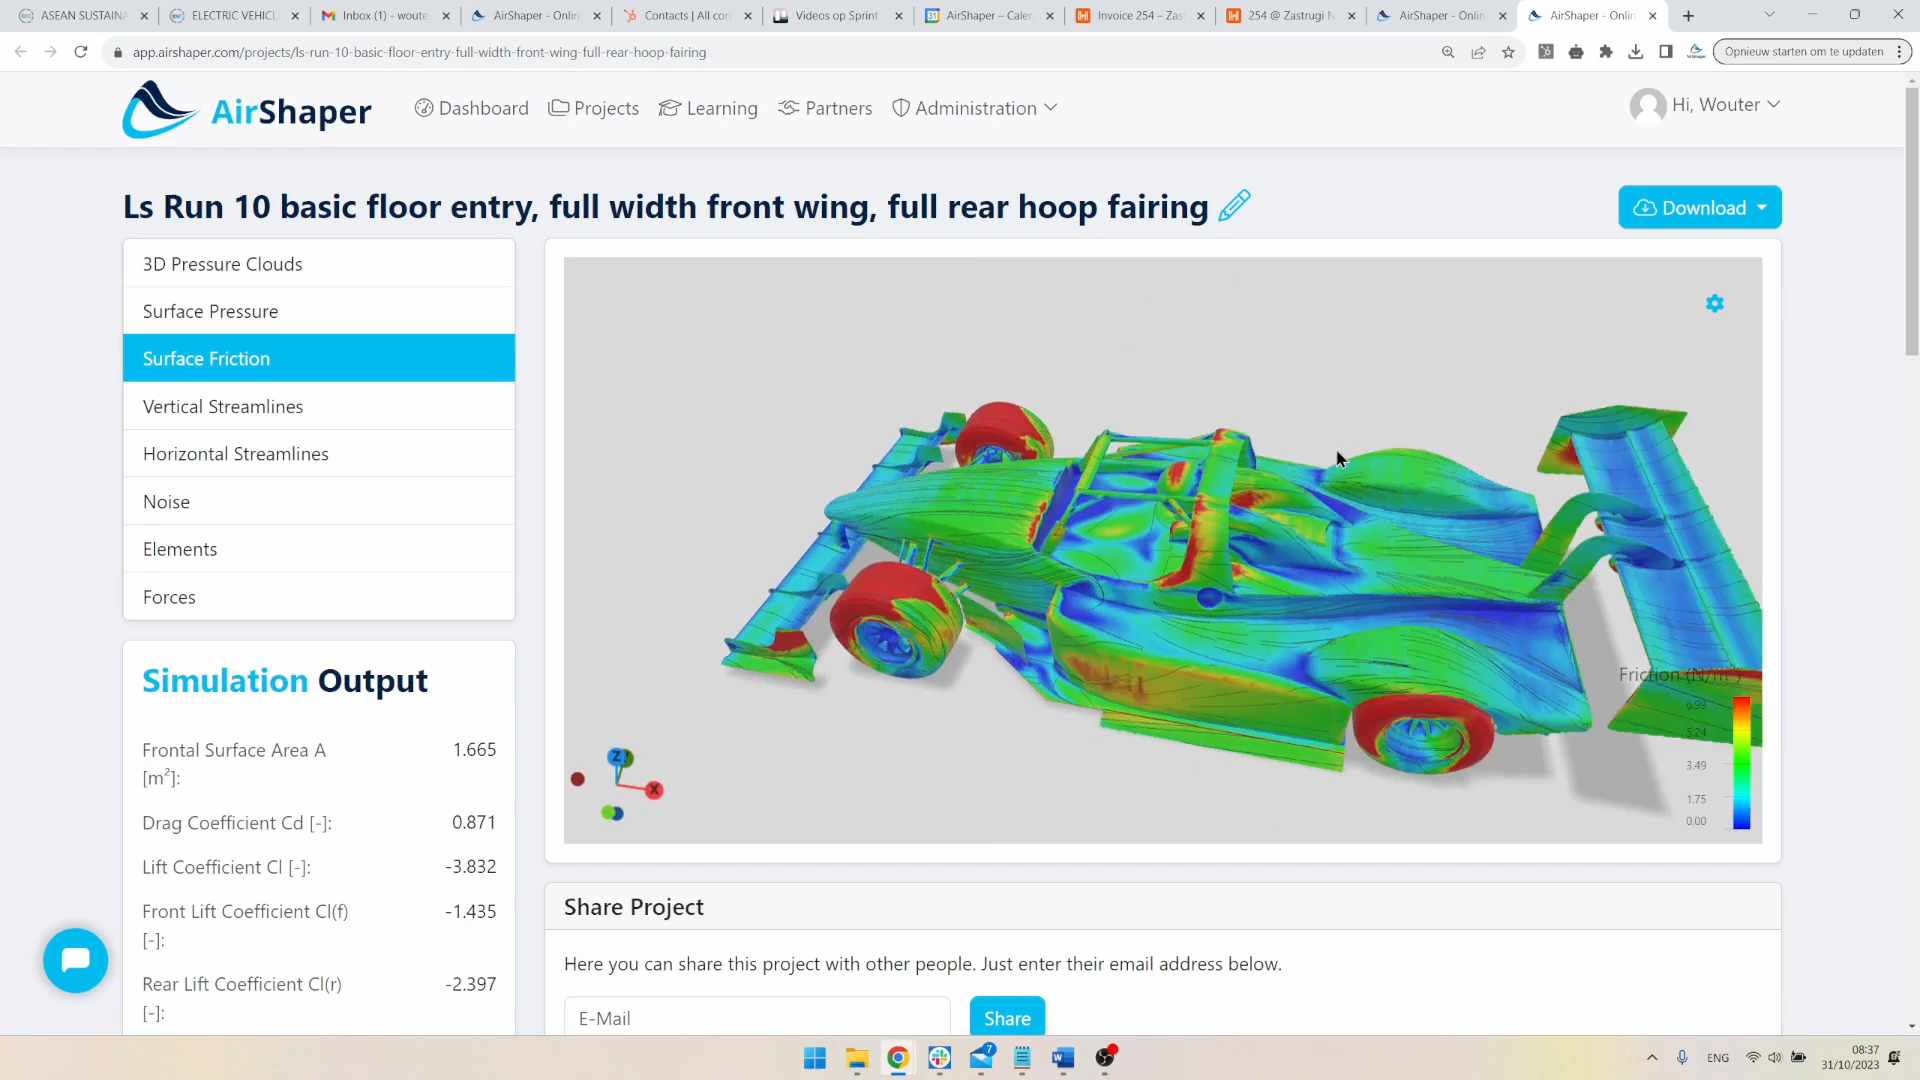 ASEAN SUSTAINA
ELECTRIC VEHICL
Inbox (1) - woute
AirShaper - Onlin
Contacts | All con
Videos op Sprint
AirShaper – Calen
Invoice 254 – Zas
254 @ Zastrugi N
AirShaper - Onlin
AirShaper - Onlin
app.airshaper.com/projects/ls-run-10-basic-floor-entry-full-width-front-wing-full-rear-hoop-fairing
Opnieuw starten om te updaten
AirShaper
Dashboard
Projects
Learning
Partners
Administration
Hi, Wouter
Ls Run 10 basic floor entry, full width front wing, full rear hoop fairing
Download
3D Pressure Clouds
Surface Pressure
Surface Friction
Vertical Streamlines
Horizontal Streamlines
Noise
Elements
Forces
Friction (N/m²)
6.99
5.24
3.49
1.75
0.00
Z
X
Simulation Output
Frontal Surface Area A [m²]: 1.665
Drag Coefficient Cd [-]: 0.871
Lift Coefficient Cl [-]: -3.832
Front Lift Coefficient Cl(f) [-]: -1.435
Rear Lift Coefficient Cl(r) [-]: -2.397
Share Project
Here you can share this project with other people. Just enter their email address below.
E-Mail
Share
7
ENG
08:37
31/10/2023